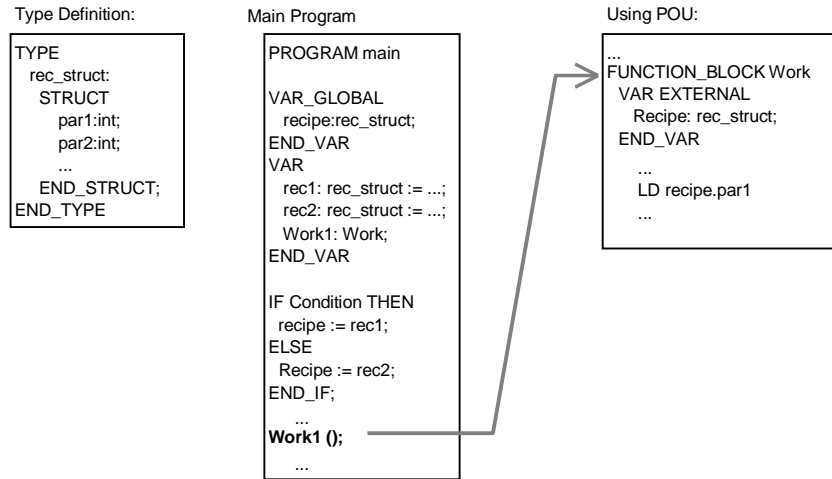 Type Definition:
TYPE
rec_struct:
STRUCT
par1:int;
par2:int;
...
END_STRUCT;
END_TYPE
Main Program
PROGRAM main
VAR_GLOBAL
recipe:rec_struct;
END_VAR
VAR
rec1: rec_struct := ...;
rec2: rec_struct := ...;
Work1: Work;
END_VAR
IF Condition THEN
recipe := rec1;
ELSE
Recipe := rec2;
END_IF;
...
Work1 ();
...
Using POU:
...
FUNCTION_BLOCK Work
VAR EXTERNAL
Recipe: rec_struct;
END_VAR
...
LD recipe.par1
...